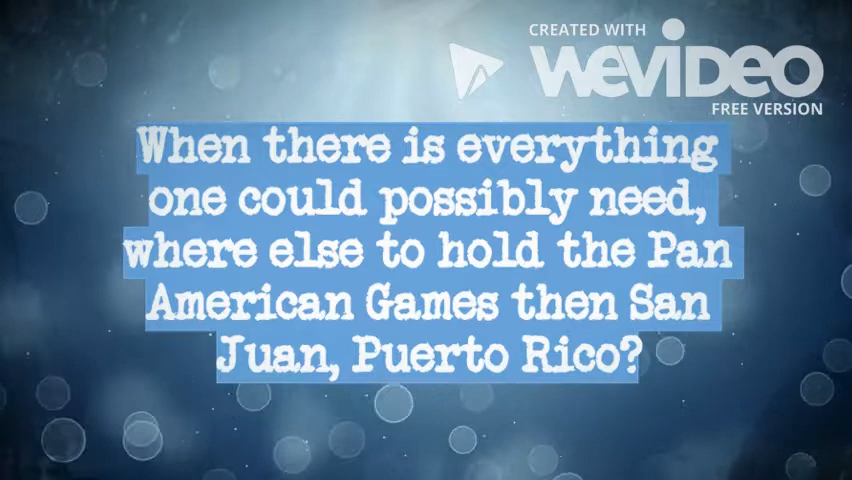 CREATED WITH
WEVIDEO
FREE VERSION
When there is everything
one could possibly need,
where else to hold the Pan
American Games then San
Juan, Puerto Rico?